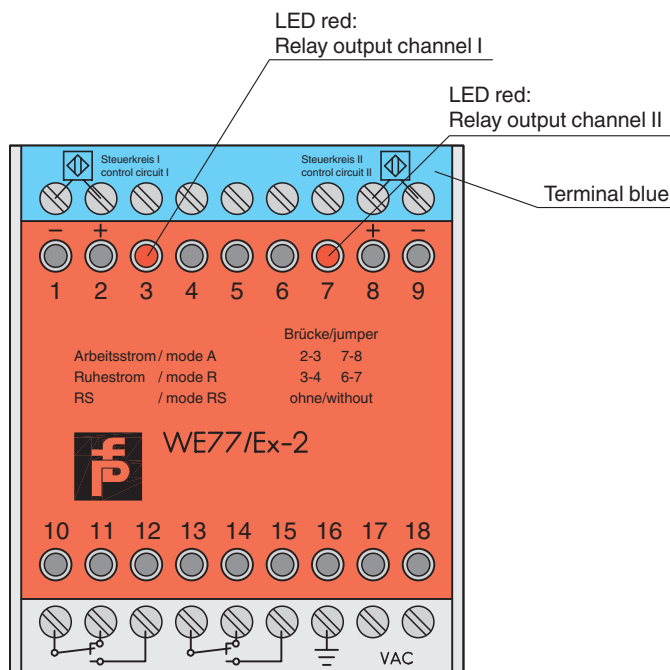 LED red:
Relay output channel I
LED red:
Relay output channel II
Steuerkreis I
control circuit I
Steuerkreis II
control circuit II
Terminal blue
− + + −
1 2 3 4 5 6 7 8 9
Brücke/jumper
Arbeitsstrom / mode A 2-3 7-8
Ruhestrom / mode R 3-4 6-7
RS / mode RS ohne/without
WE77/Ex-2
10 11 12 13 14 15 16 17 18
VAC